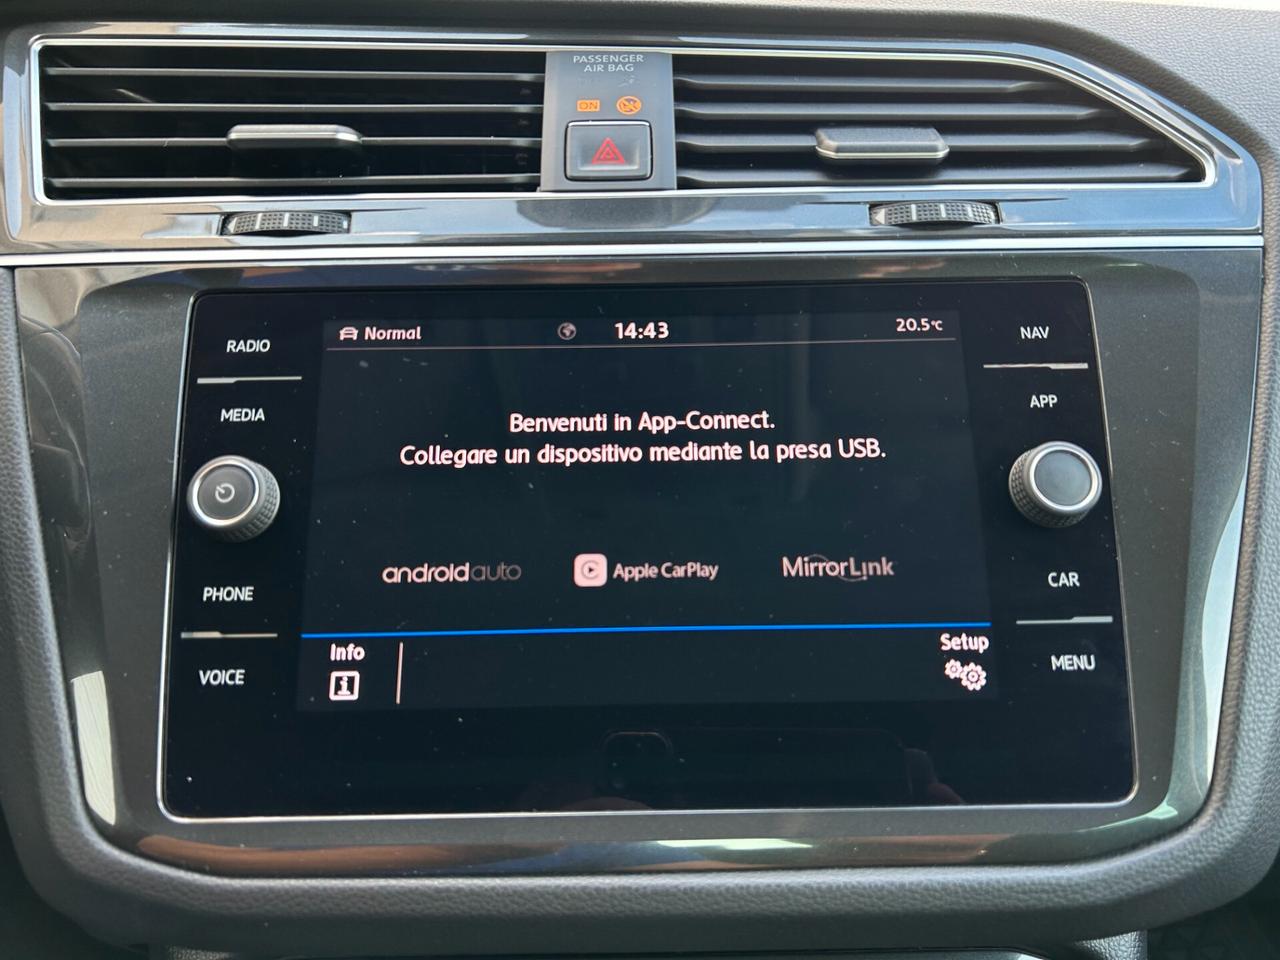 PASSENGER
AIR BAG
ON
RADIO
MEDIA
PHONE
VOICE
Normal
14:43
20.5°C
Benvenuti in App-Connect.
Collegare un dispositivo mediante la presa USB.
androidauto
Apple CarPlay
MirrorLink
Info
Setup
NAV
APP
CAR
MENU